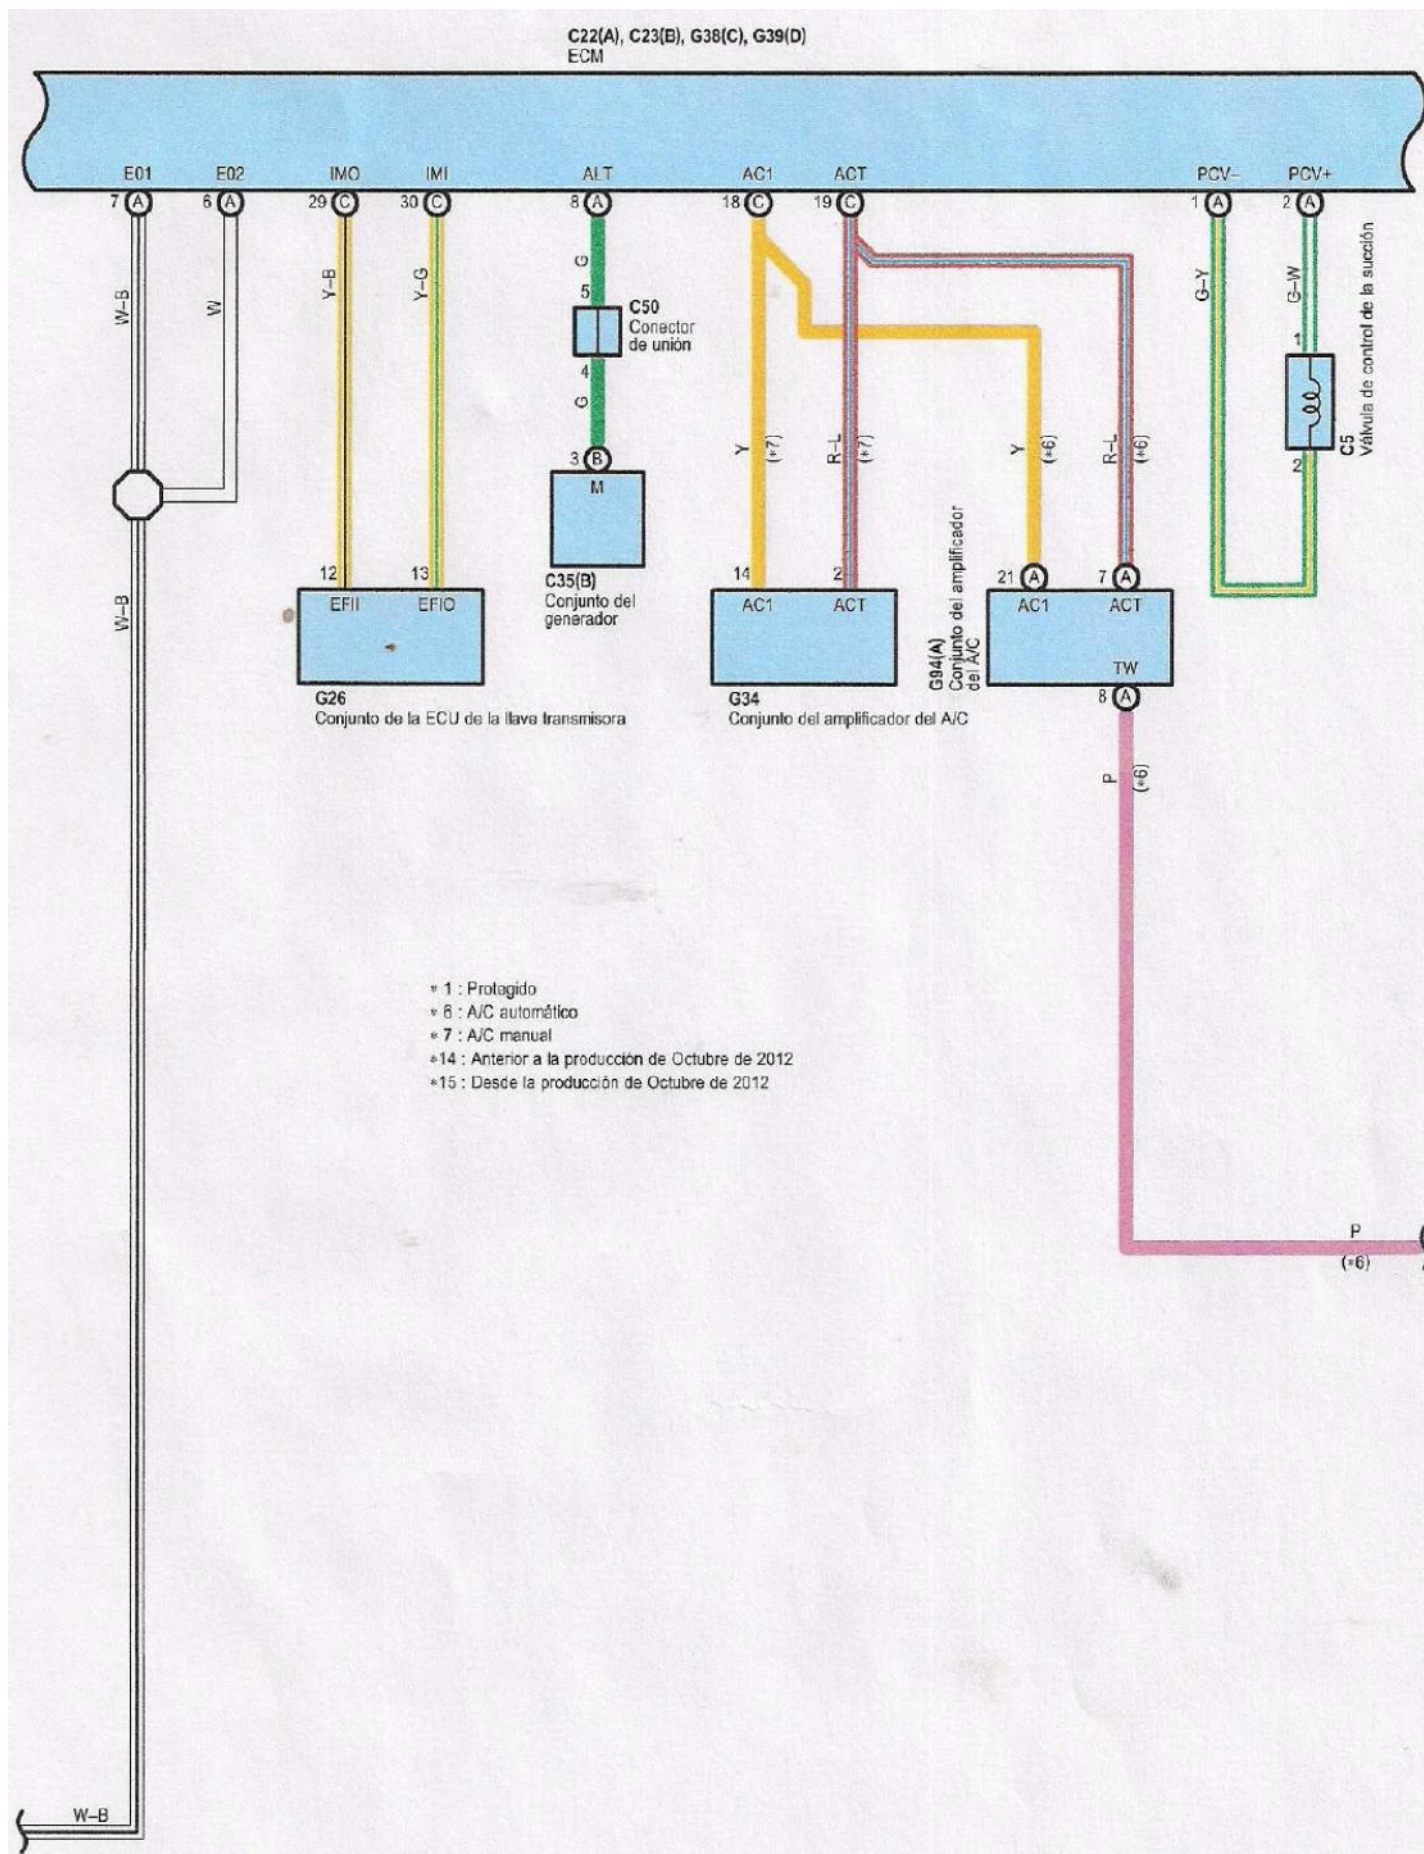 C22(A), C23(B), G38(C), G39(D)
ECM
E01 E02 IMO IMI ALT AC1 ACT PCV– PCV+
7 A 6 A 29 C 30 C 8 A 18 C 19 C 1 A 2 A
W–B
W
Y–B
Y–G
G
5
C50
Conector
de unión
4
G
3 B
M
C35(B)
Conjunto del
generador
Y
(*7)
R–L
(*7)
Y
(*6)
R–L
(*6)
G–Y
G–W
1
2
C5
Válvula de control de la succión
W–B
12 13
EFII EFIO
G26
Conjunto de la ECU de la llave transmisora
14 2
AC1 ACT
G34
Conjunto del amplificador del A/C
G94(A)
Conjunto del amplificador
del A/C
21 A 7 A
AC1 ACT
TW
8 A
P
(*6)
* 1 : Protegido
* 6 : A/C automático
* 7 : A/C manual
*14 : Anterior a la producción de Octubre de 2012
*15 : Desde la producción de Octubre de 2012
P
(*6)
W–B